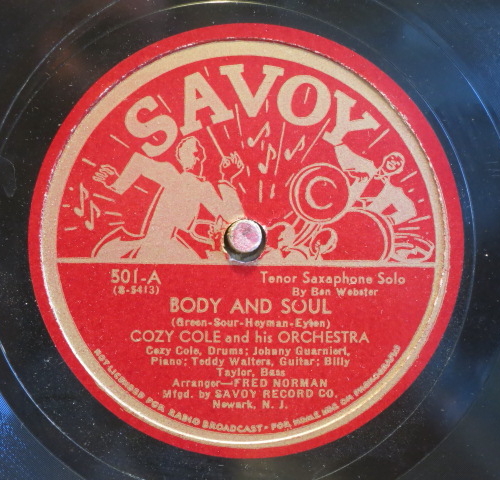 SAVOY
C
501-A
(S-5413)
Tenor Saxophone Solo
By Ben Webster
BODY AND SOUL
(Green-Sour-Heyman-Eyten)
COZY COLE and his ORCHESTRA
Cozy Cole, Drums; Johnny Guarnieri,
Piano; Teddy Walters, Guitar; Billy
Taylor, Bass
Arranger—FRED NORMAN
Mfgd. by SAVOY RECORD CO.
Newark, N. J.
NOT LICENSED FOR RADIO BROADCAST • FOR HOME USE ON PHONOGRAPHS